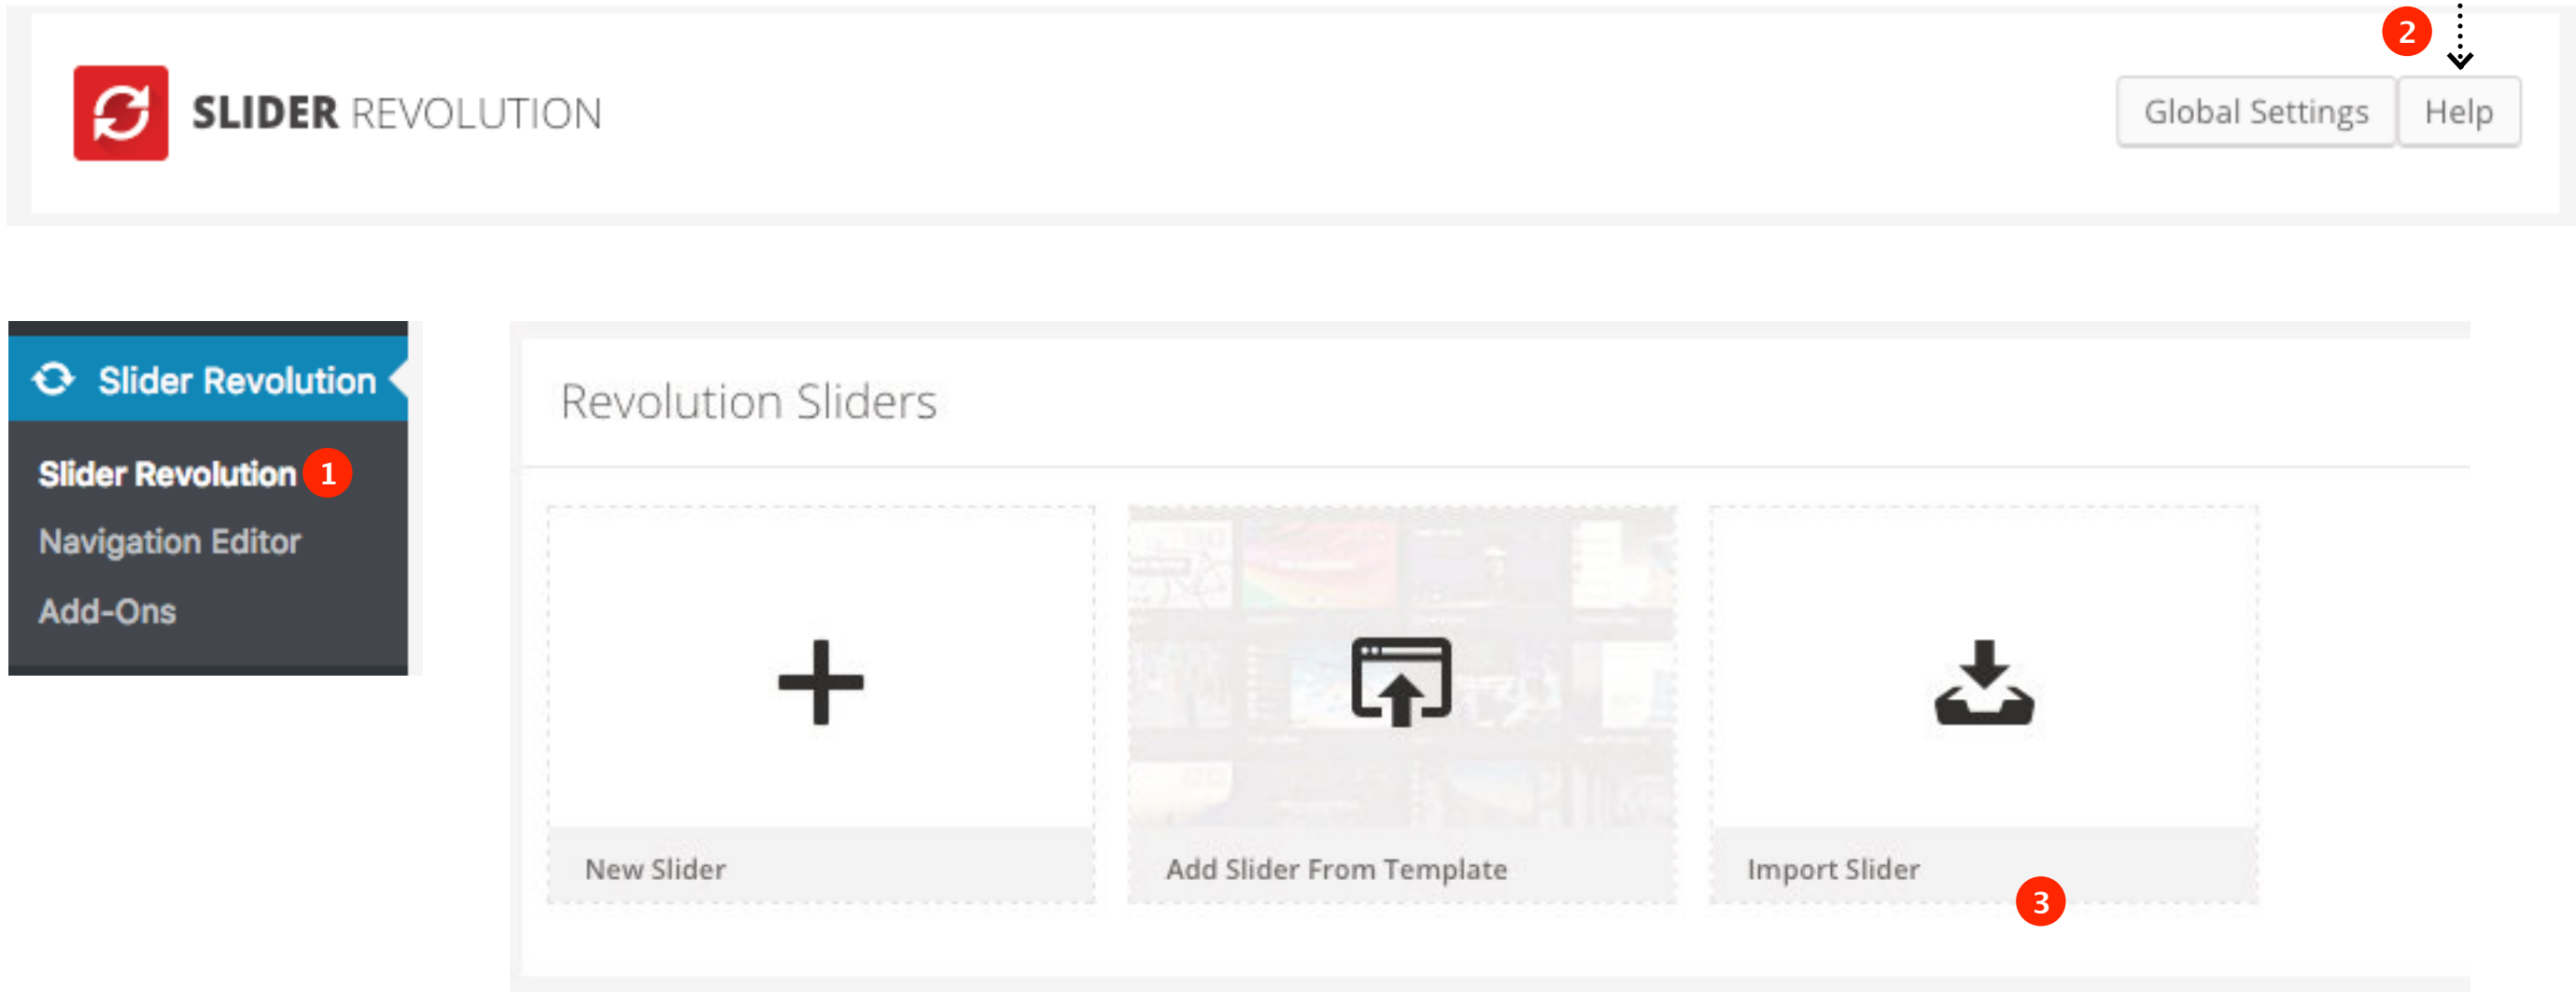 2
SLIDER REVOLUTION
Global Settings
Help
Slider Revolution
Slider Revolution 1
Navigation Editor
Add-Ons
Revolution Sliders
New Slider
Add Slider From Template
Import Slider
3